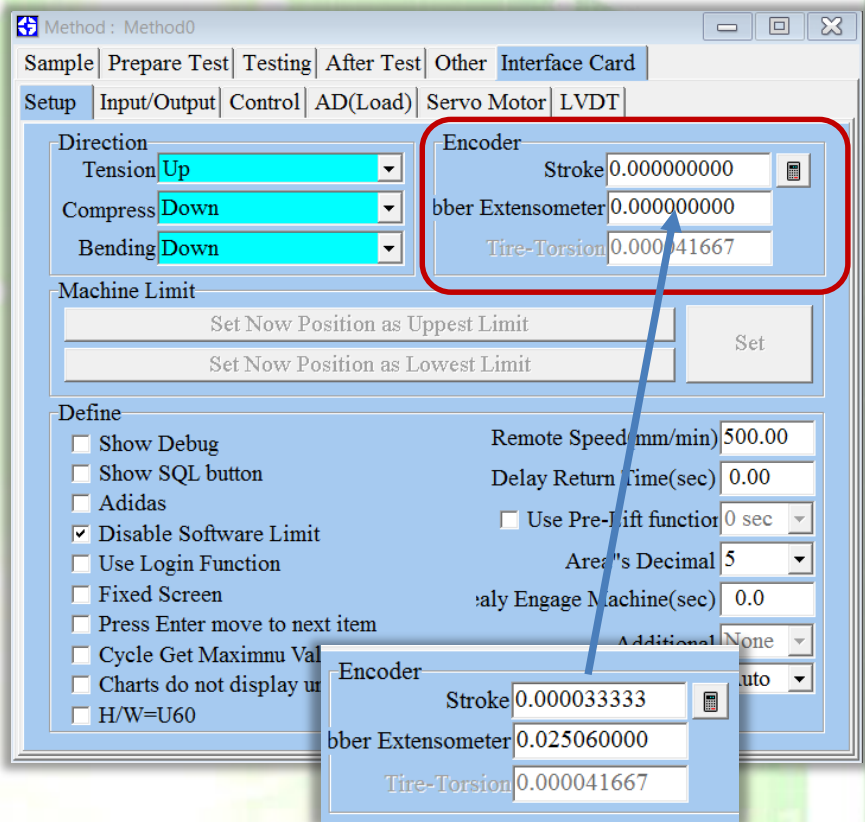 Method : Method0
Sample Prepare Test Testing After Test Other Interface Card
Setup Input/Output Control AD(Load) Servo Motor LVDT
Direction
Tension Up
Compress Down
Bending Down
Encoder
Stroke 0.000000000
bber Extensometer 0.000000000
Tire-Torsion 0.000041667
Machine Limit
Set Now Position as Uppest Limit
Set Now Position as Lowest Limit
Set
Define
Show Debug
Show SQL button
Adidas
Disable Software Limit
Use Login Function
Fixed Screen
Press Enter move to next item
Cycle Get Maximnu Val
Charts do not display un
H/W=U60
Remote Speed(mm/min) 500.00
Delay Return Time(sec) 0.00
Use Pre-Lift function 0 sec
Area"s Decimal 5
ealy Engage Machine(sec) 0.0
Additional None
uto
Encoder
Stroke 0.000033333
bber Extensometer 0.025060000
Tire-Torsion 0.000041667